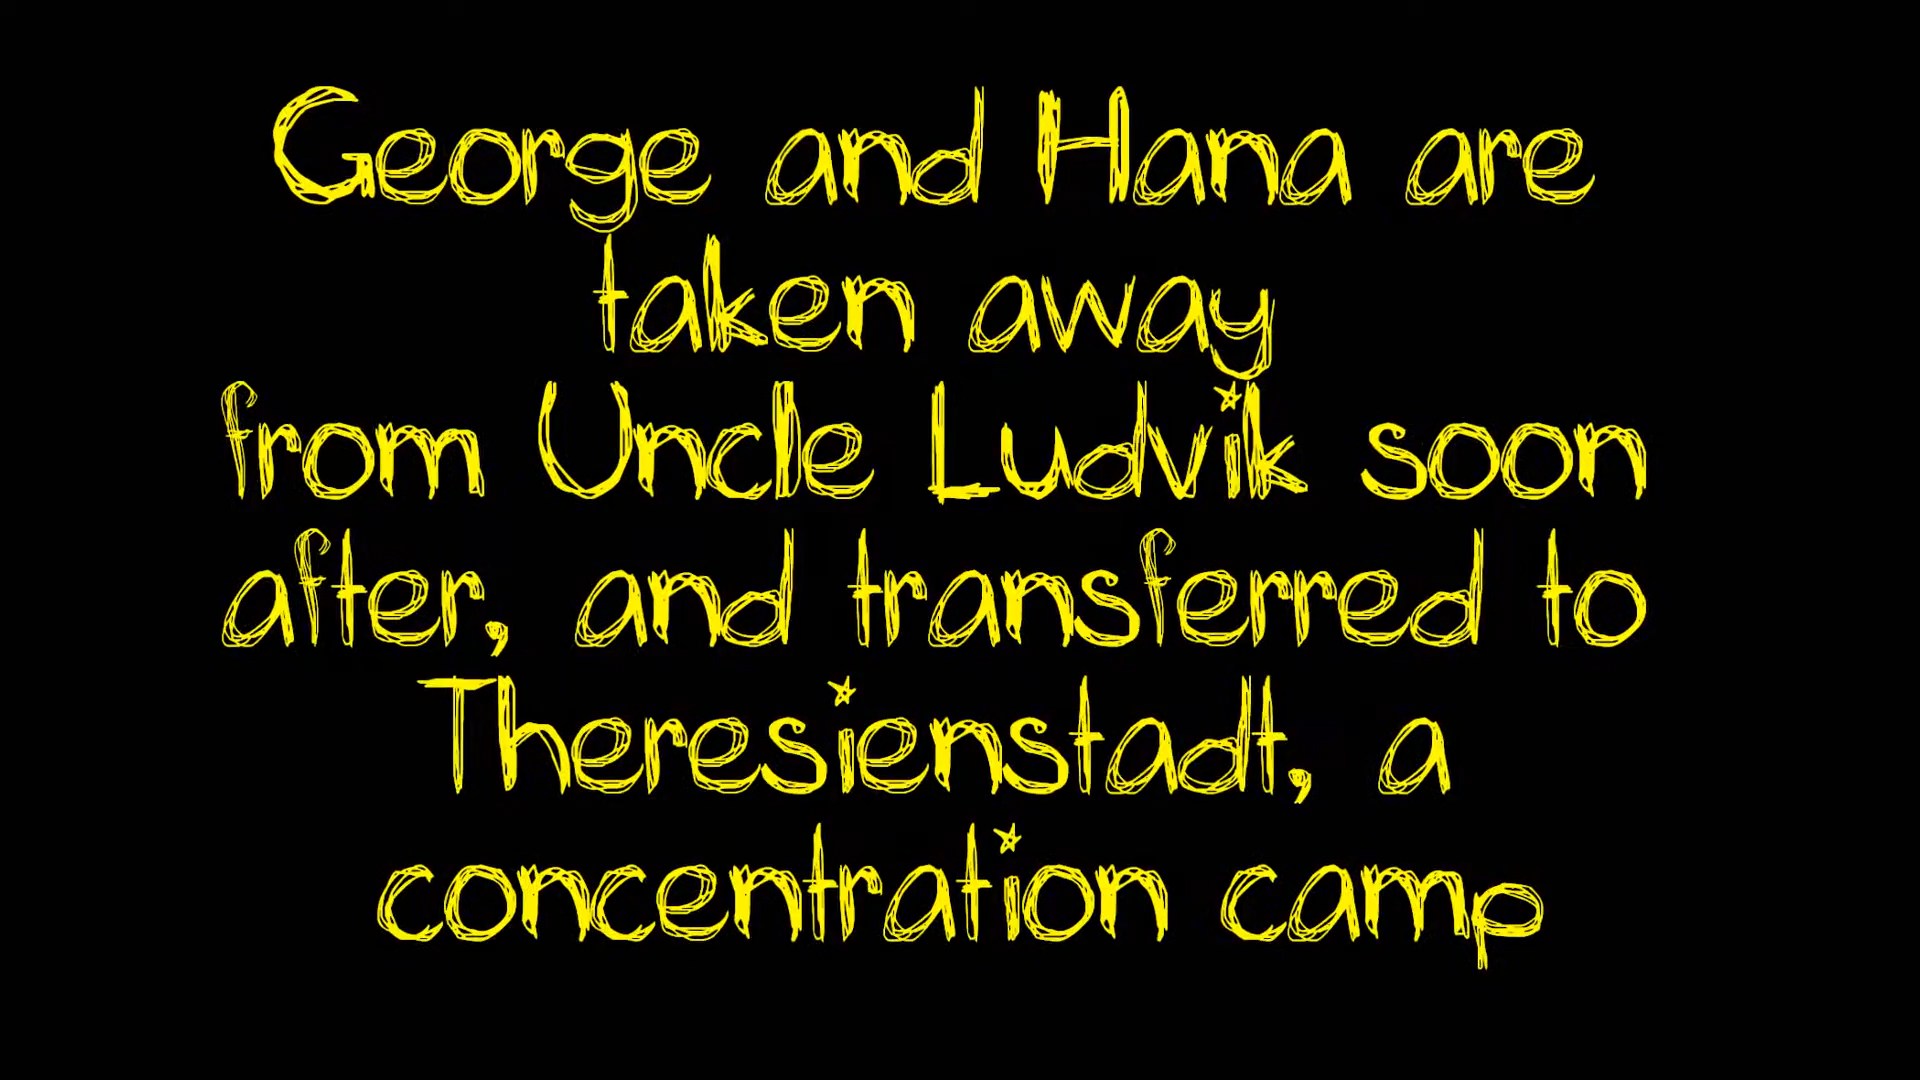 George and Hana are
taken away
from Uncle Ludvik soon
after, and transferred to
Theresienstadt, a
concentration camp